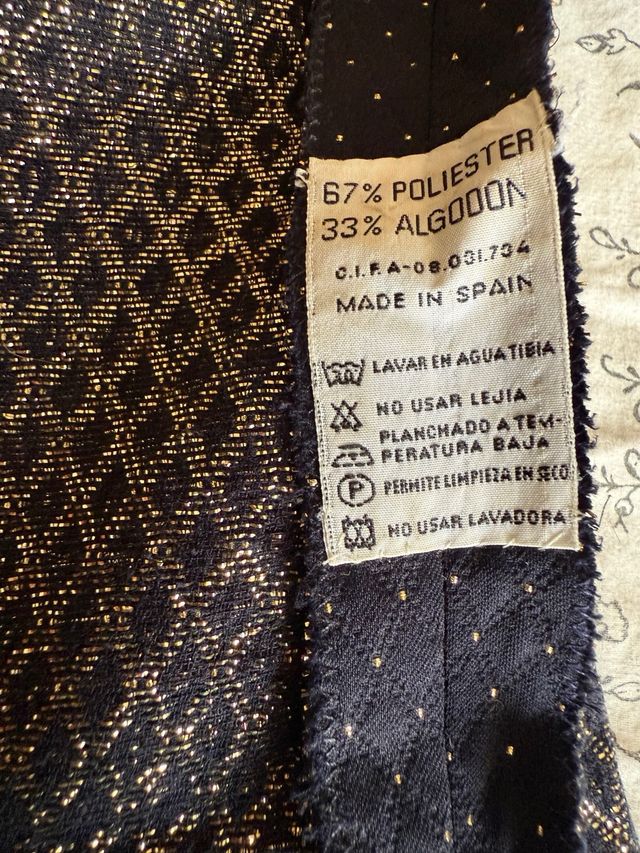 67% POLIESTER
33% ALGODON
C.I.F. A-08.031.734
MADE IN SPAIN
LAVAR EN AGUA TIBIA
NO USAR LEJIA
PLANCHADO A TEM-
PERATURA BAJA
P PERMITE LIMPIEZA EN SECO
NO USAR LAVADORA